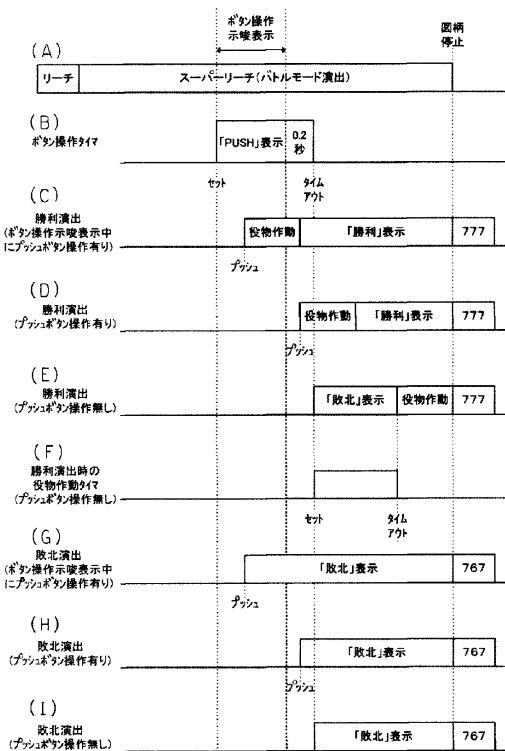 ボタン操作
示唆表示
図柄
停止
(A)
リーチ
スーパーリーチ(バトルモード演出)
(B)
ボタン操作タイマ
「PUSH」表示
0.2
秒
セット
タイム
アウト
(C)
勝利演出
(ボタン操作示唆表示中
にプッシュボタン操作有り)
役物作動
「勝利」表示
777
プッシュ
(D)
勝利演出
(プッシュボタン操作有り)
役物作動
「勝利」表示
777
プッシュ
(E)
勝利演出
(プッシュボタン操作無し)
「敗北」表示
役物作動
777
(F)
勝利演出時の
役物作動タイマ
(プッシュボタン操作無し)
セット
タイム
アウト
(G)
敗北演出
(ボタン操作示唆表示中
にプッシュボタン操作有り)
「敗北」表示
767
プッシュ
(H)
敗北演出
(プッシュボタン操作有り)
「敗北」表示
767
プッシュ
(I)
敗北演出
(プッシュボタン操作無し)
「敗北」表示
767